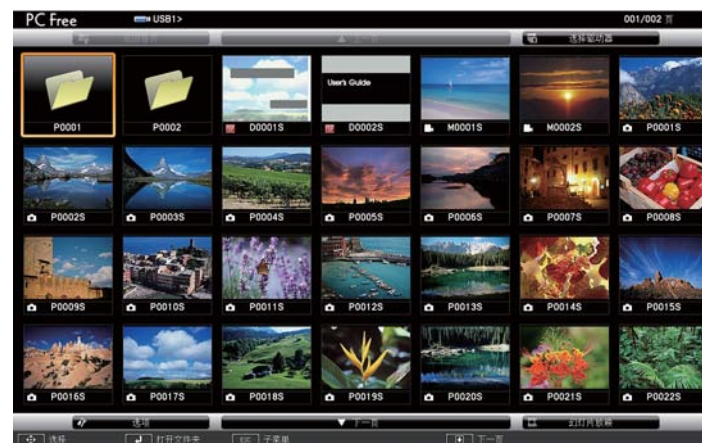 PC Free USB1> 001/002 页
选择驱动器
User's Guide
P0001 P0002 D0001S D0002S M0001S M0002S P0001S
P0002S P0003S P0004S P0005S P0006S P0007S P0008S
P0009S P0010S P0011S P0012S P0013S P0014S P0015S
P0016S P0017S P0018S P0019S P0020S P0021S P0022S
选项 ▼ 下一页 幻灯片放映
选择 打开文件夹 ESC 子菜单 下一页